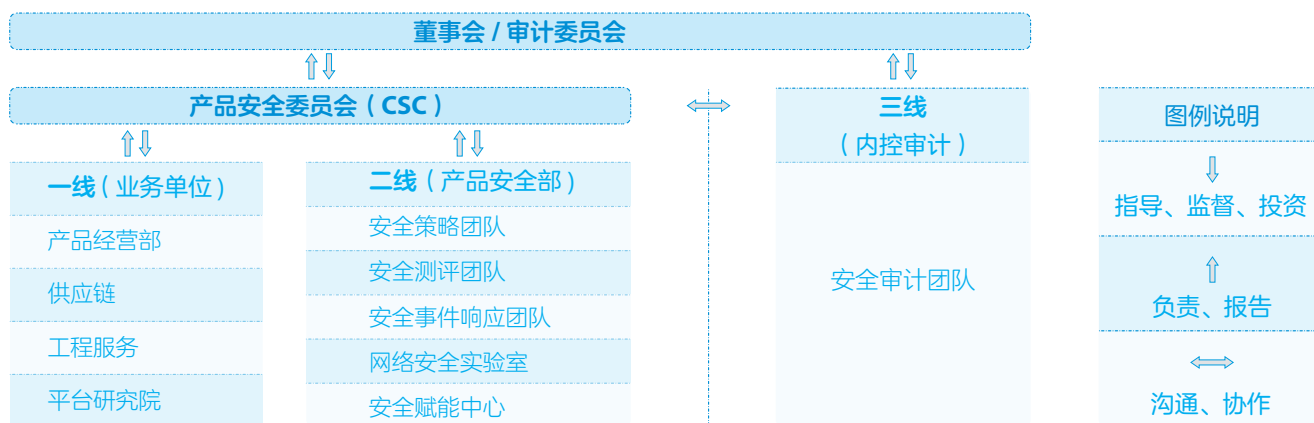 董事会 / 审计委员会
产品安全委员会（CSC）
一线（业务单位）
产品经营部
供应链
工程服务
平台研究院
二线（产品安全部）
安全策略团队
安全测评团队
安全事件响应团队
网络安全实验室
安全赋能中心
三线
（内控审计）
安全审计团队
图例说明
指导、监督、投资
负责、报告
沟通、协作